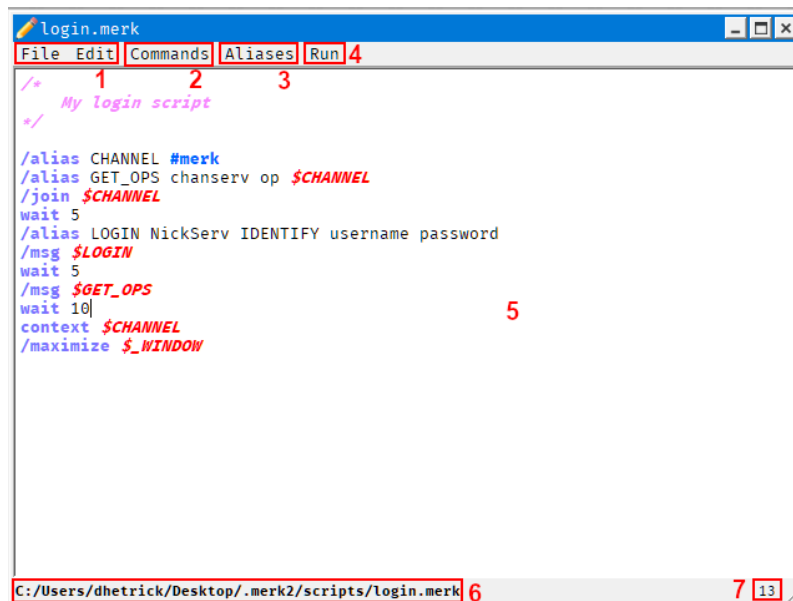 login.merk
File Edit Commands Aliases Run 4
1 2 3
/*
My login script
*/
/alias CHANNEL #merk
/alias GET_OPS chanserv op $CHANNEL
/join $CHANNEL
wait 5
/alias LOGIN NickServ IDENTIFY username password
/msg $LOGIN
wait 5
/msg $GET_OPS
wait 10
5
context $CHANNEL
/maximize $_WINDOW
C:/Users/dhetrick/Desktop/.merk2/scripts/login.merk 6 7 13